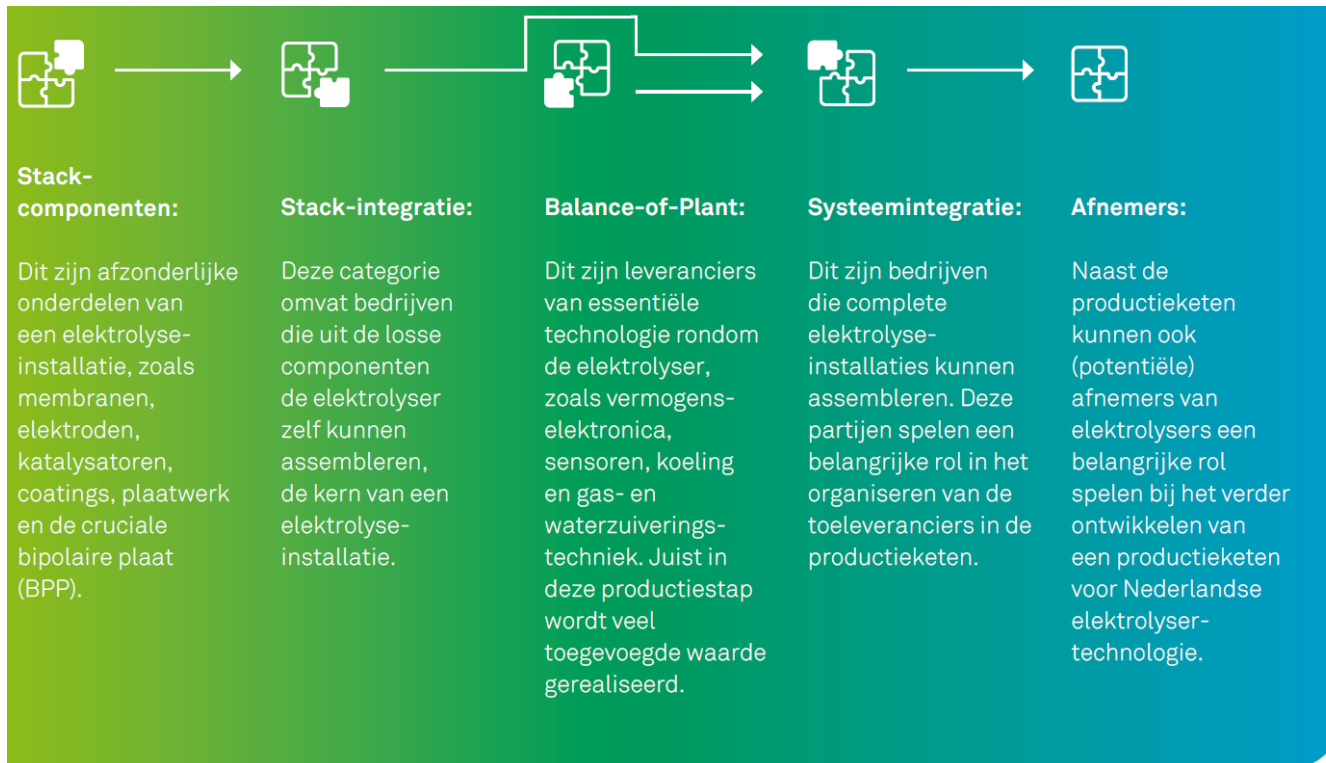 Stack-
componenten:
Dit zijn afzonderlijke
onderdelen van
een elektrolyse-
installatie, zoals
membranen,
elektroden,
katalysatoren,
coatings, plaatwerk
en de cruciale
bipolaire plaat
(BPP).
Stack-integratie:
Deze categorie
omvat bedrijven
die uit de losse
componenten
de elektrolyser
zelf kunnen
assembleren,
de kern van een
elektrolyse-
installatie.
Balance-of-Plant:
Dit zijn leveranciers
van essentiële
technologie rondom
de elektrolyser,
zoals vermogens-
elektronica,
sensoren, koeling
en gas- en
waterzuiverings-
techniek. Juist in
deze productiestap
wordt veel
toegevoegde waarde
gerealiseerd.
Systeemintegratie:
Dit zijn bedrijven
die complete
elektrolyse-
installaties kunnen
assembleren. Deze
partijen spelen een
belangrijke rol in het
organiseren van de
toeleveranciers in de
productieketen.
Afnemers:
Naast de
productieketen
kunnen ook
(potentiële)
afnemers van
elektrolysers een
belangrijke rol
spelen bij het verder
ontwikkelen van
een productieketen
voor Nederlandse
elektrolyser-
technologie.